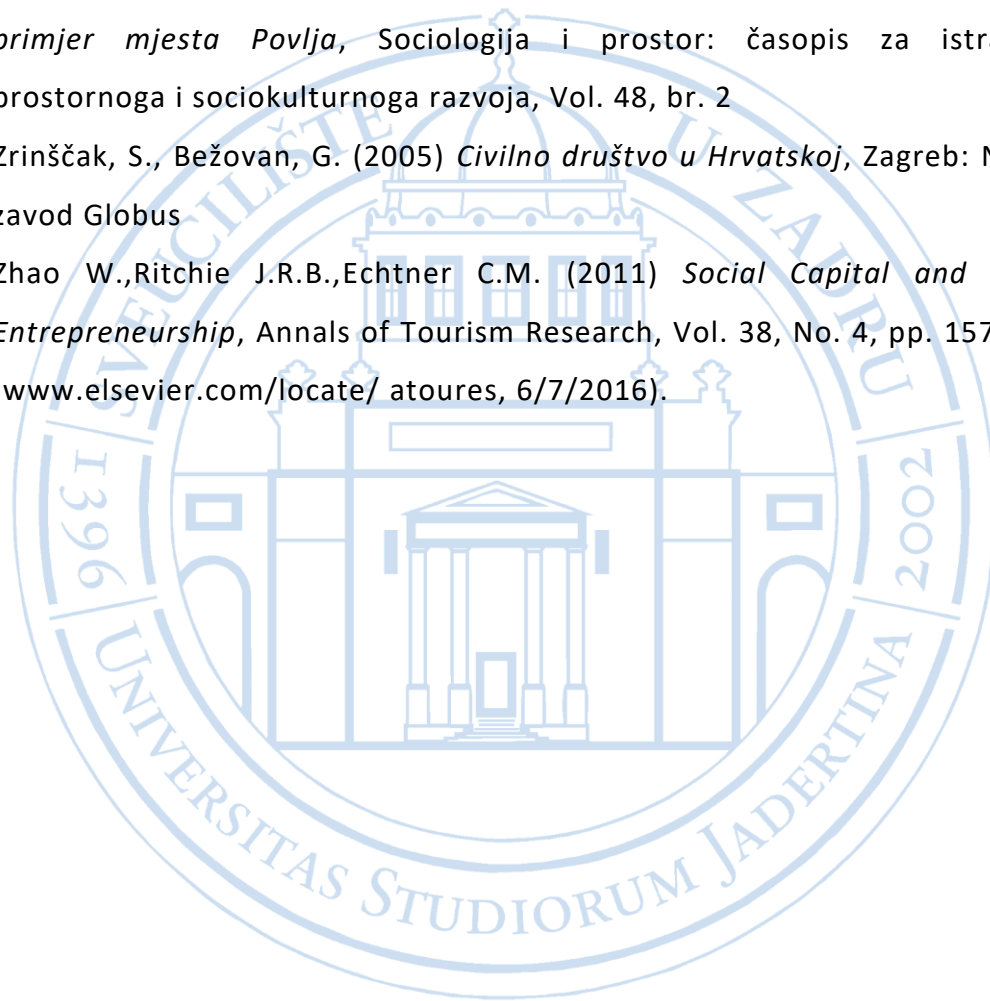 primjer mjesta Povlja, Sociologija i prostor: časopis za
prostornoga i sociokulturnoga razvoja, Vol. 48, br. 2
Zrinščak, S., Bežovan, G. (2005) Civilno društvo u Hrvatskoj, Zagreb:
zavod Globus
Zhao W.,Ritchie J.R.B.,Echtner C.M. (2011) Social Capital and
Entrepreneurship, Annals of Tourism Research, Vol. 38, No. 4, pp.
www.elsevier.com/locate/ atoures, 6/7/2016).
SVEUČILIŠTE U ZADRU
1396
2002
UNIVERSITAS STUDIORUM JADERTINA